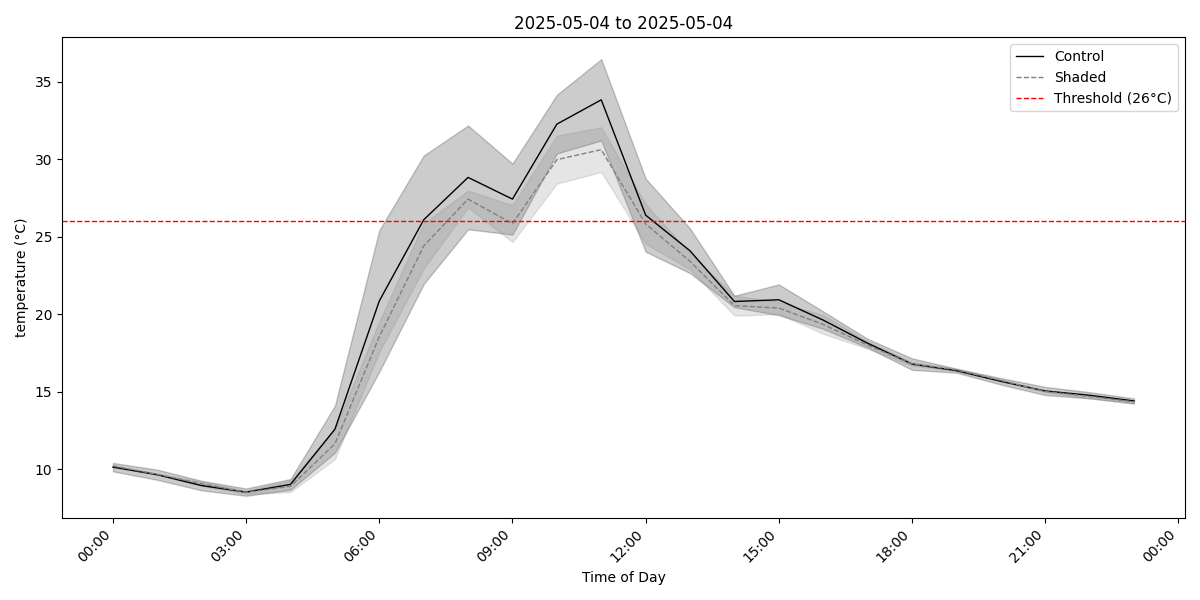 2025-05-04 to 2025-05-04
Control
Shaded
Threshold (26°C)
temperature (°C)
35
30
25
20
15
10
00:00
03:00
06:00
09:00
12:00
15:00
18:00
21:00
00:00
Time of Day